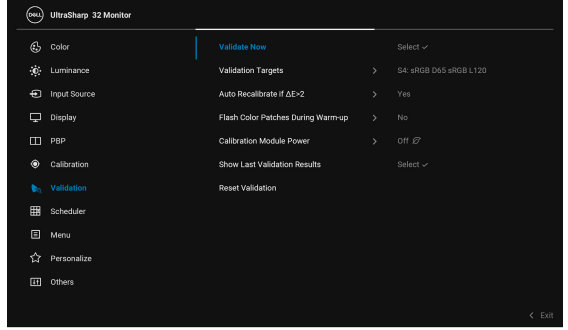 DELL UltraSharp 32 Monitor
Color
Luminance
Input Source
Display
PBP
Calibration
Validation
Scheduler
Menu
Personalize
Others
Validate Now Select
Validation Targets S4: sRGB D65 sRGB L120
Auto Recalibrate if ΔE>2 Yes
Flash Color Patches During Warm-up No
Calibration Module Power Off
Show Last Validation Results Select
Reset Validation
Exit